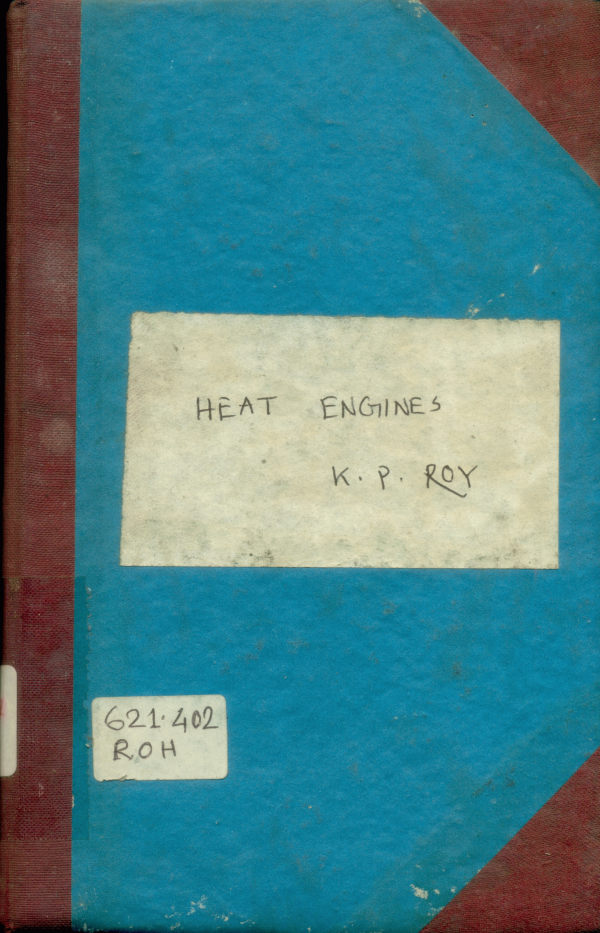 HEAT ENGINES
K. P. ROY
621.402
ROH